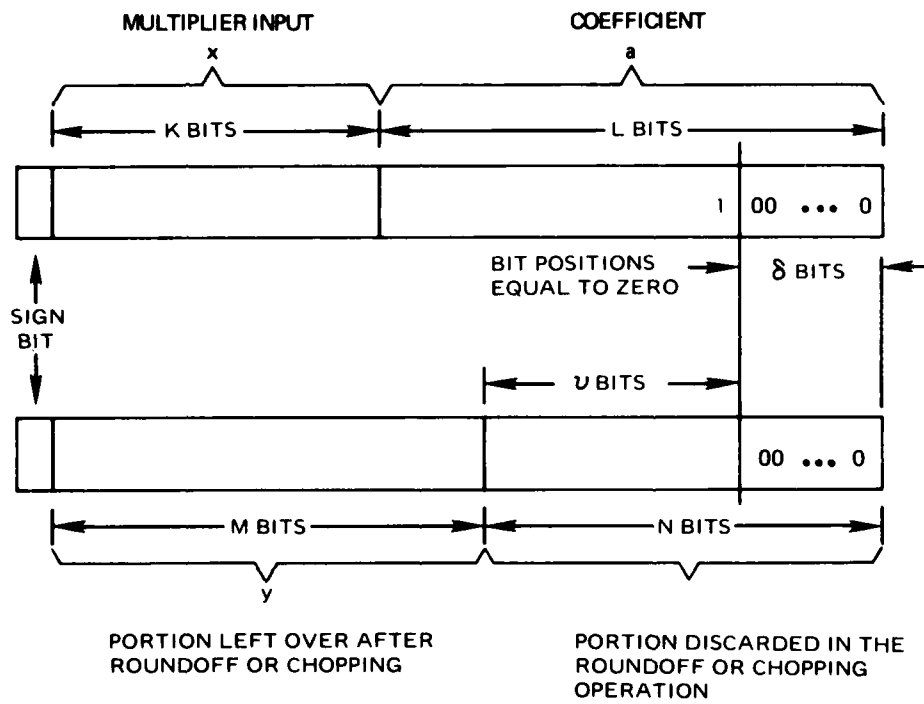 MULTIPLIER INPUT
x
COEFFICIENT
a
K BITS
L BITS
1 00 ••• 0
BIT POSITIONS
EQUAL TO ZERO
δ BITS
SIGN
BIT
υ BITS
00 ••• 0
M BITS
N BITS
y
PORTION LEFT OVER AFTER
ROUNDOFF OR CHOPPING
PORTION DISCARDED IN THE
ROUNDOFF OR CHOPPING
OPERATION